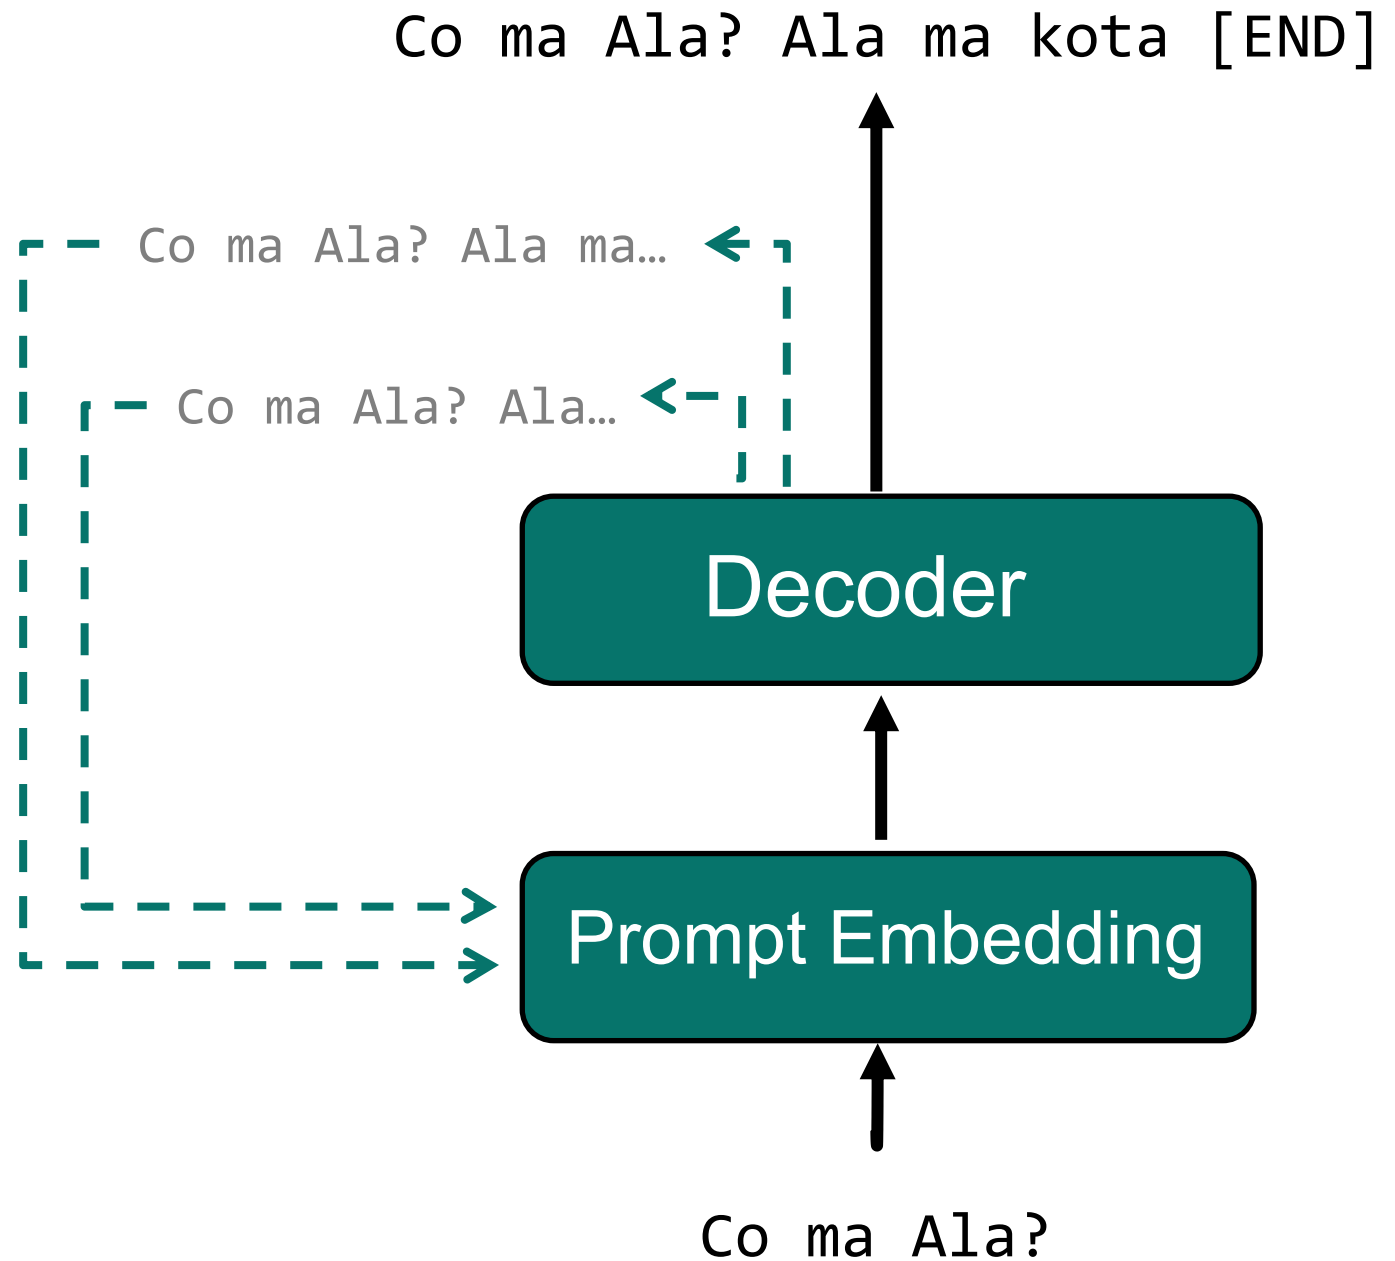 Co ma Ala? Ala ma kota [END]
Co ma Ala? Ala ma…
Co ma Ala? Ala…
Decoder
Prompt Embedding
Co ma Ala?